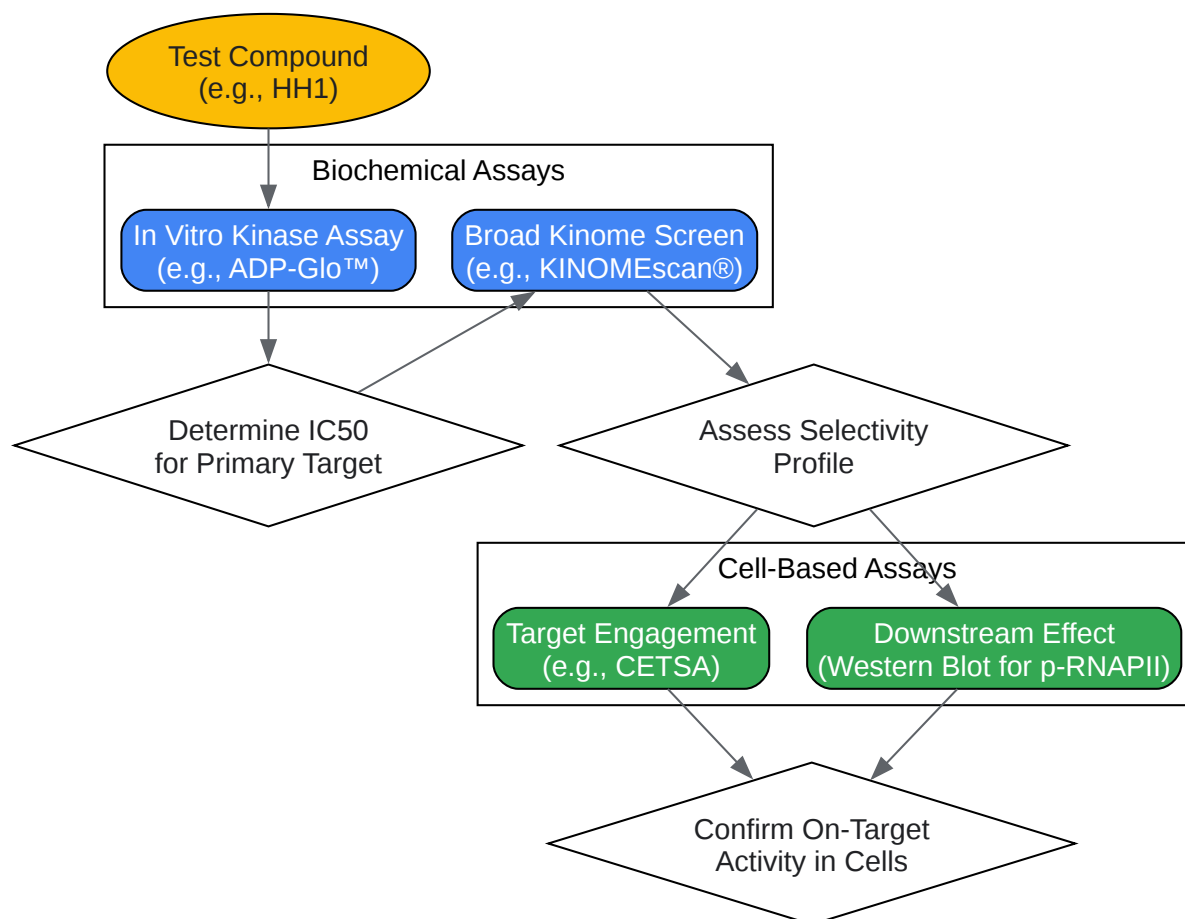 Test Compound
(e.g., HH1)
Biochemical Assays
In Vitro Kinase Assay
(e.g., ADP-Glo™)
Broad Kinome Screen
(e.g., KINOMEscan®)
Determine IC50
for Primary Target
Assess Selectivity
Profile
Cell-Based Assays
Target Engagement
(e.g., CETSA)
Downstream Effect
(Western Blot for p-RNAPII)
Confirm On-Target
Activity in Cells